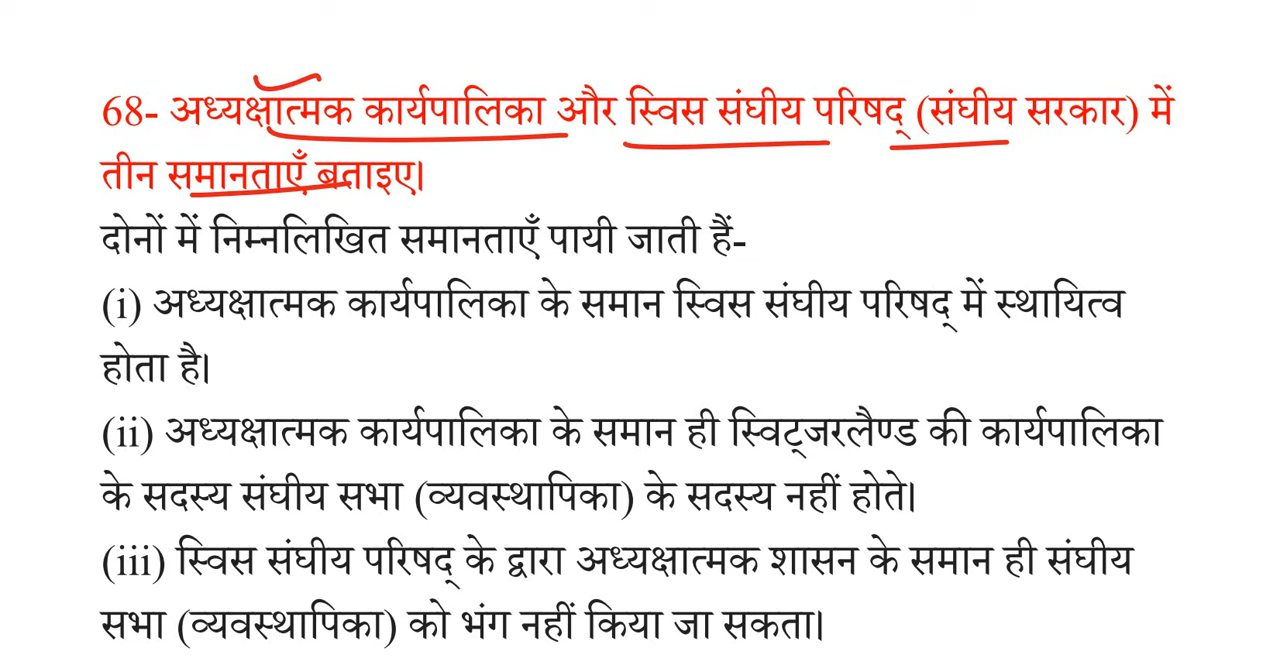 68- अध्यक्षात्मक कार्यपालिका और स्विस संघीय परिषद् (संघीय सरकार) में
तीन समानताएँ बताइए।
दोनों में निम्नलिखित समानताएँ पायी जाती हैं-
(i) अध्यक्षात्मक कार्यपालिका के समान स्विस संघीय परिषद् में स्थायित्व
होता है।
(ii) अध्यक्षात्मक कार्यपालिका के समान ही स्विट्जरलैण्ड की कार्यपालिका
के सदस्य संघीय सभा (व्यवस्थापिका) के सदस्य नहीं होते।
(iii) स्विस संघीय परिषद् के द्वारा अध्यक्षात्मक शासन के समान ही संघीय
सभा (व्यवस्थापिका) को भंग नहीं किया जा सकता।